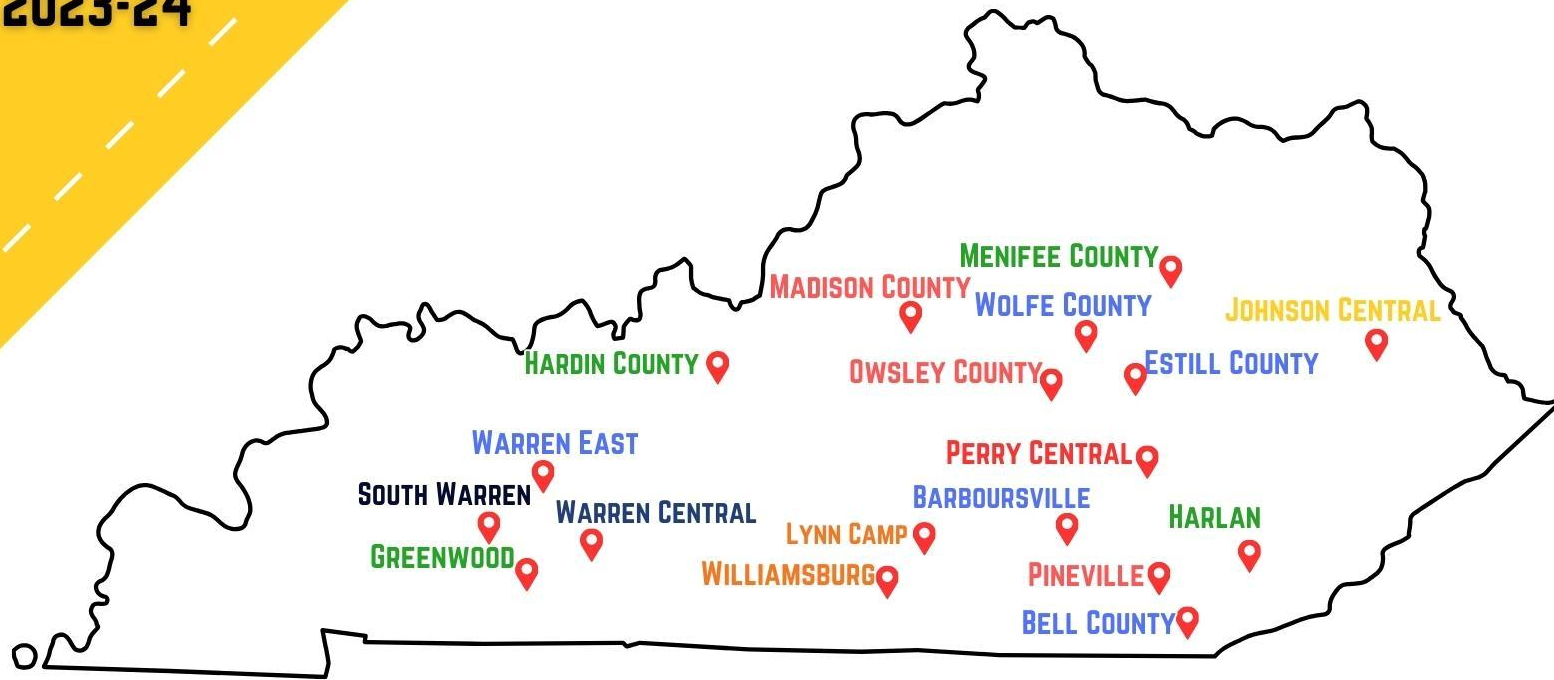 2023-24
Menifee County
Madison County
Wolfe County
Johnson Central
Hardin County
Owsley County
Estill County
Warren East
Perry Central
South Warren
Barboursville
Warren Central
Harlan
Lynn Camp
Greenwood
Williamsburg
Pineville
Bell County